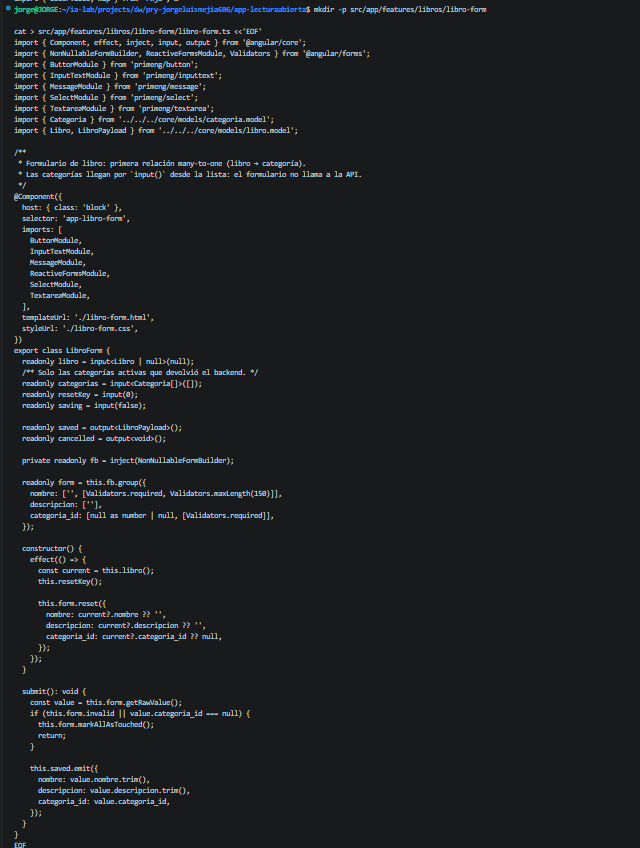 jorge@JORGE:~/ia-lab/projects/dw/pry-jorgeluisnejia606/app-lecturaabierta$ mkdir -p src/app/features/libros/libro-form
cat > src/app/features/libros/libro-form/libro-form.ts <<'EOF'
import { Component, effect, inject, input, output } from '@angular/core';
import { NonNullableFormBuilder, ReactiveFormsModule, Validators } from '@angular/forms';
import { ButtonModule } from 'primeng/button';
import { InputTextModule } from 'primeng/inputtext';
import { MessageModule } from 'primeng/message';
import { SelectModule } from 'primeng/select';
import { TextareaModule } from 'primeng/textarea';
import { Categoria } from '../../../core/models/categoria.model';
import { Libro, LibroPayload } from '../../../core/models/libro.model';

/**
 * Formulario de libro: primera relación many-to-one (libro → categoría).
 * Las categorías llegan por `input()` desde la lista: el formulario no llama a la API.
 */
@Component({
  host: { class: 'block' },
  selector: 'app-libro-form',
  imports: [
    ButtonModule,
    InputTextModule,
    MessageModule,
    ReactiveFormsModule,
    SelectModule,
    TextareaModule,
  ],
  templateUrl: './libro-form.html',
  styleUrl: './libro-form.css',
})
export class LibroForm {
  readonly libro = input<Libro | null>(null);
  /** Solo las categorías activas que devolvió el backend. */
  readonly categorias = input<Categoria[]>([]);
  readonly resetKey = input(0);
  readonly saving = input(false);

  readonly saved = output<LibroPayload>();
  readonly cancelled = output<void>();

  private readonly fb = inject(NonNullableFormBuilder);

  readonly form = this.fb.group({
    nombre: ['', [Validators.required, Validators.maxLength(150)]],
    descripcion: [''],
    categoria_id: [null as number | null, [Validators.required]],
  });

  constructor() {
    effect(() => {
      const current = this.libro();
      this.resetKey();

      this.form.reset({
        nombre: current?.nombre ?? '',
        descripcion: current?.descripcion ?? '',
        categoria_id: current?.categoria_id ?? null,
      });
    });
  }

  submit(): void {
    const value = this.form.getRawValue();
    if (this.form.invalid || value.categoria_id === null) {
      this.form.markAllAsTouched();
      return;
    }

    this.saved.emit({
      nombre: value.nombre.trim(),
      descripcion: value.descripcion.trim(),
      categoria_id: value.categoria_id,
    });
  }
}
EOF